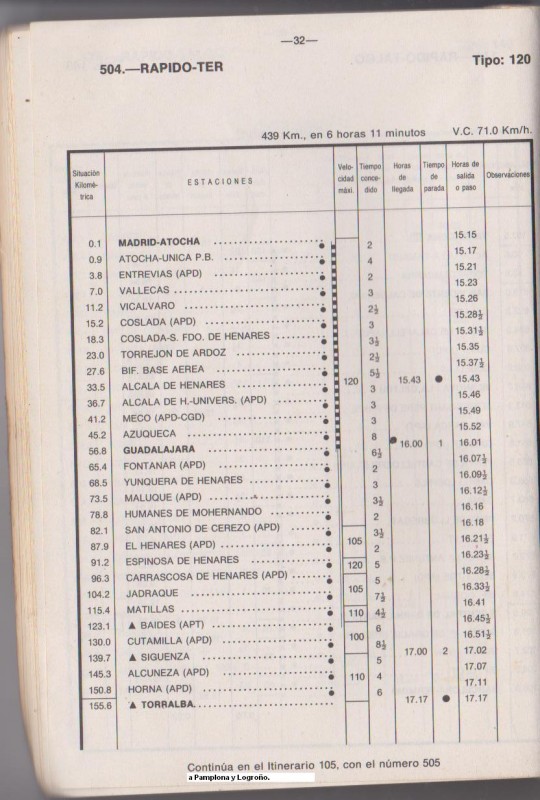 —32—
504.—RAPIDO-TER Tipo: 120
439 Km., en 6 horas 11 minutos V.C. 71.0 Km/h.
Situación Kilomé- trica ESTACIONES Velo- cidad máxi. Tiempo conce- dido Horas de llegada Tiempo de parada Horas de salida o paso Observaciones
0.1 MADRID-ATOCHA 2 15.15
0.9 ATOCHA-UNICA P.B. 4 15.17
3.8 ENTREVIAS (APD) 2 15.21
7.0 VALLECAS 3 15.23
11.2 VICALVARO 2½ 15.26
15.2 COSLADA (APD) 3 15.28½
18.3 COSLADA-S. FDO. DE HENARES 3½ 15.31½
23.0 TORREJON DE ARDOZ 2½ 15.35
27.6 BIF. BASE AEREA 5½ 15.37½
33.5 ALCALA DE HENARES 120 3 15.43 ● 15.43
36.7 ALCALA DE H.-UNIVERS. (APD) 3 15.46
41.2 MECO (APD-CGD) 3 15.49
45.2 AZUQUECA 8 15.52
56.8 GUADALAJARA 6½ ● 16.00 1 16.01
65.4 FONTANAR (APD) 2 16.07½
68.5 YUNQUERA DE HENARES 3 16.09½
73.5 MALUQUE (APD) 3½ 16.12½
78.8 HUMANES DE MOHERNANDO 2 16.16
82.1 SAN ANTONIO DE CEREZO (APD) 3½ 16.18
87.9 EL HENARES (APD) 105 2 16.21½
91.2 ESPINOSA DE HENARES 120 5 16.23½
96.3 CARRASCOSA DE HENARES (APD) 5 16.28½
104.2 JADRAQUE 105 7½ 16.33½
115.4 MATILLAS 110 4½ 16.41
123.1 ▲ BAIDES (APT) 6 16.45½
130.0 CUTAMILLA (APD) 100 8½ 16.51½
139.7 ▲ SIGUENZA 5 17.00 2 17.02
145.3 ALCUNEZA (APD) 110 4 17.07
150.8 HORNA (APD) 6 17.11
155.6 ▲ TORRALBA 17.17 ● 17.17
Continúa en el Itinerario 105, con el número 505
a Pamplona y Logroño.